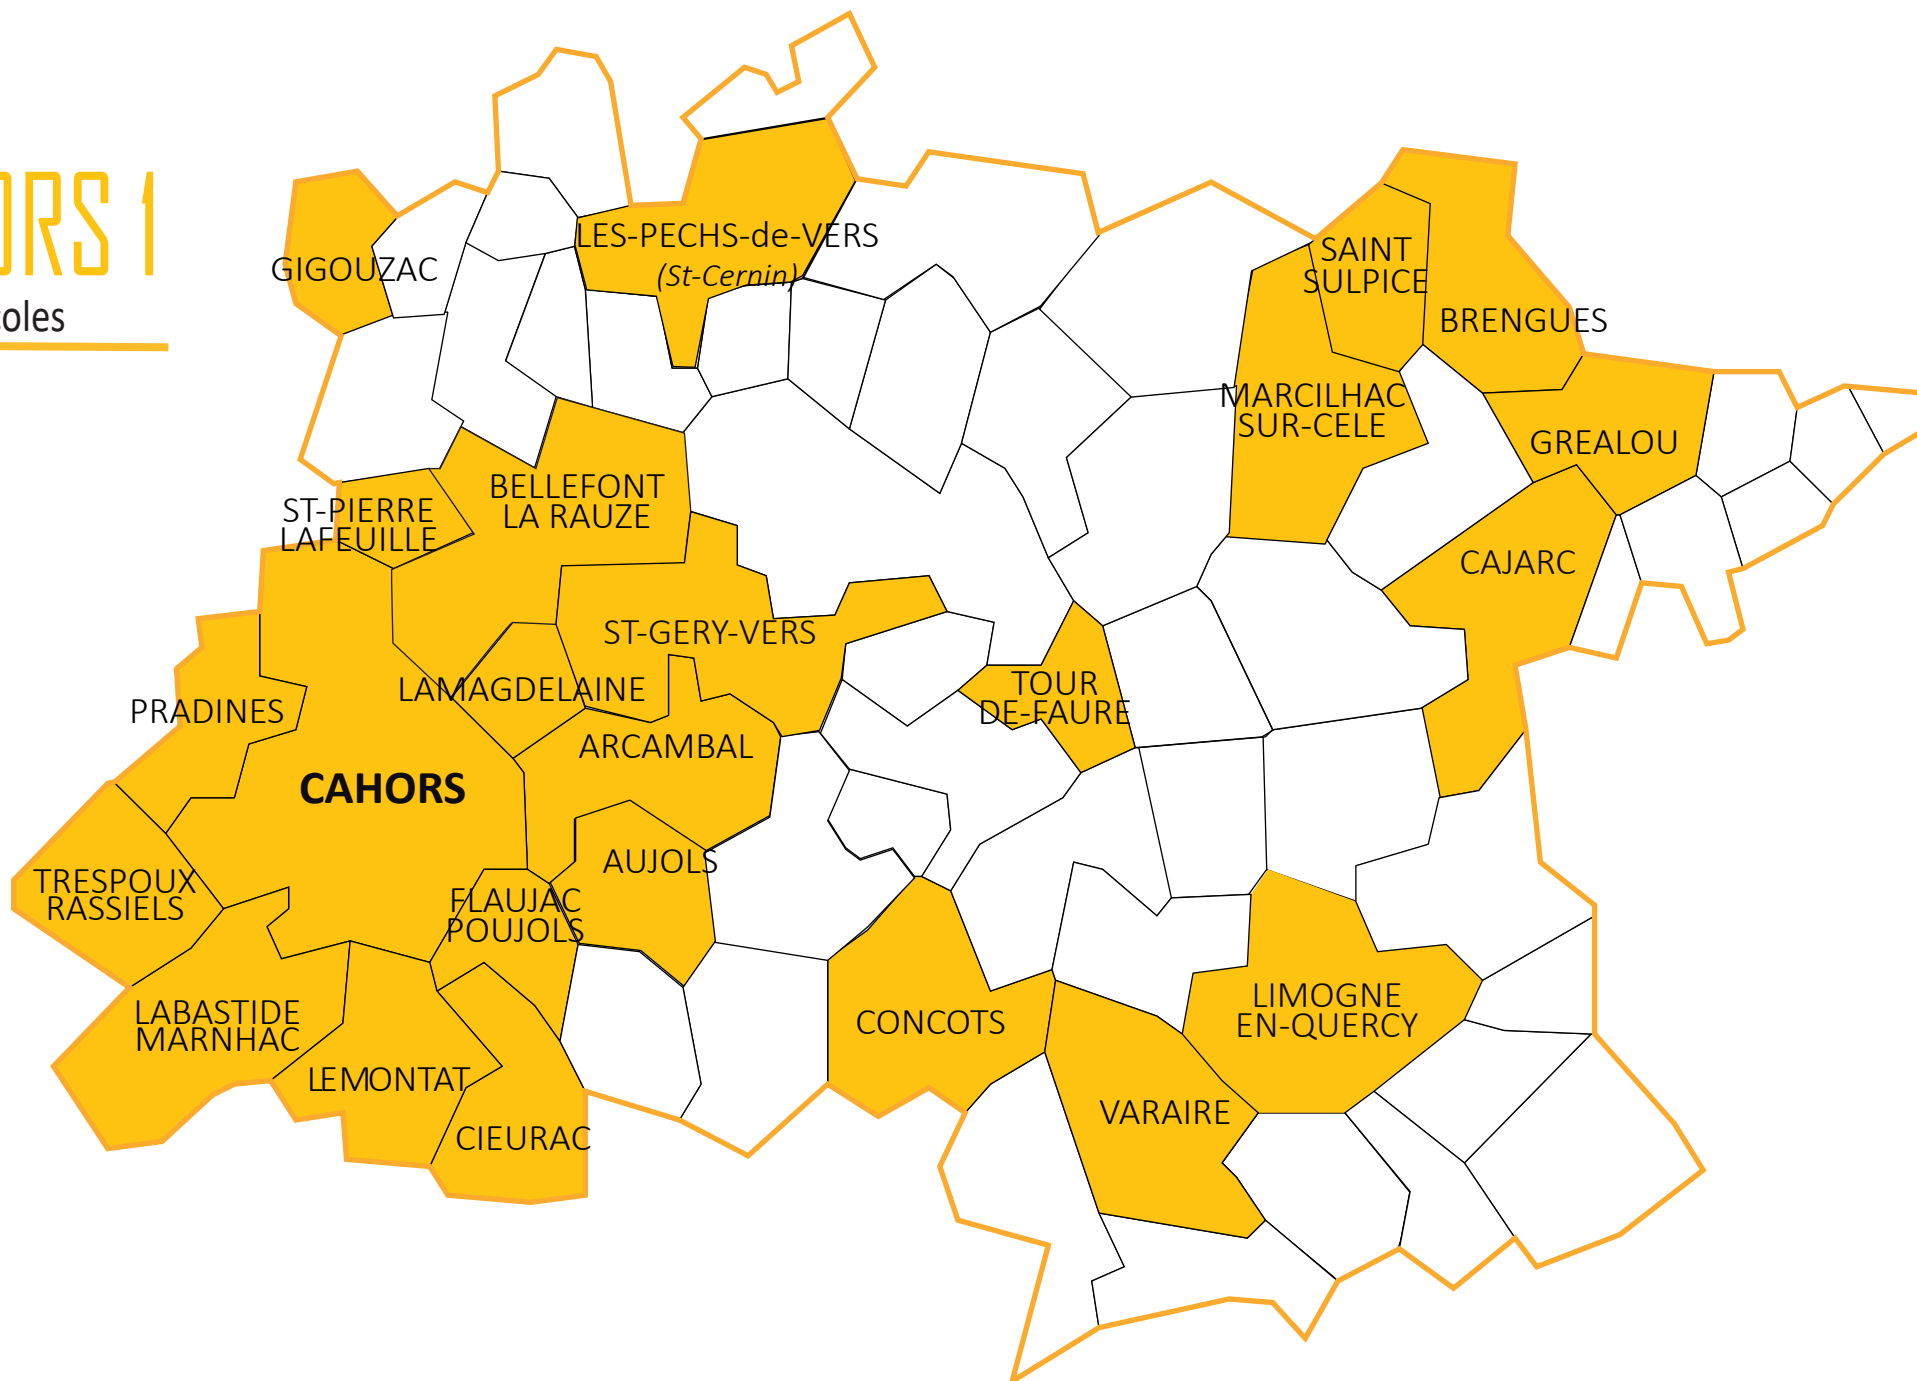 ORS 1
coles
GIGOUZAC
LES-PECHS-de-VERS
(St-Cernin)
SAINT
SULPICE
BRENGUES
MARCILHAC
SUR-CELE
GREALOU
BELLEFONT
LA RAUZE
ST-PIERRE
LAFEUILLE
CAJARC
ST-GERY-VERS
LAMAGDELAINE
TOUR
DE-FAURE
PRADINES
ARCAMBAL
CAHORS
AUJOLS
TRESPOUX
RASSIELS
FLAUJAC
POUJOLS
LABASTIDE
MARNHAC
CONCOTS
LIMOGNE
EN-QUERCY
LEMONTAT
VARAIRE
CIEURAC